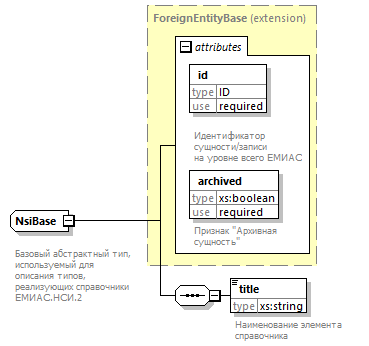 ForeignEntityBase (extension)
attributes
id
type ID
use required
Идентификатор
сущности/записи
на уровне всего ЕМИАС
archived
type xs:boolean
use required
Признак "Архивная
сущность"
NsiBase
Базовый абстрактный тип,
используемый для
описания типов,
реализующих справочники
ЕМИАС.НСИ.2
title
type xs:string
Наименование элемента
справочника